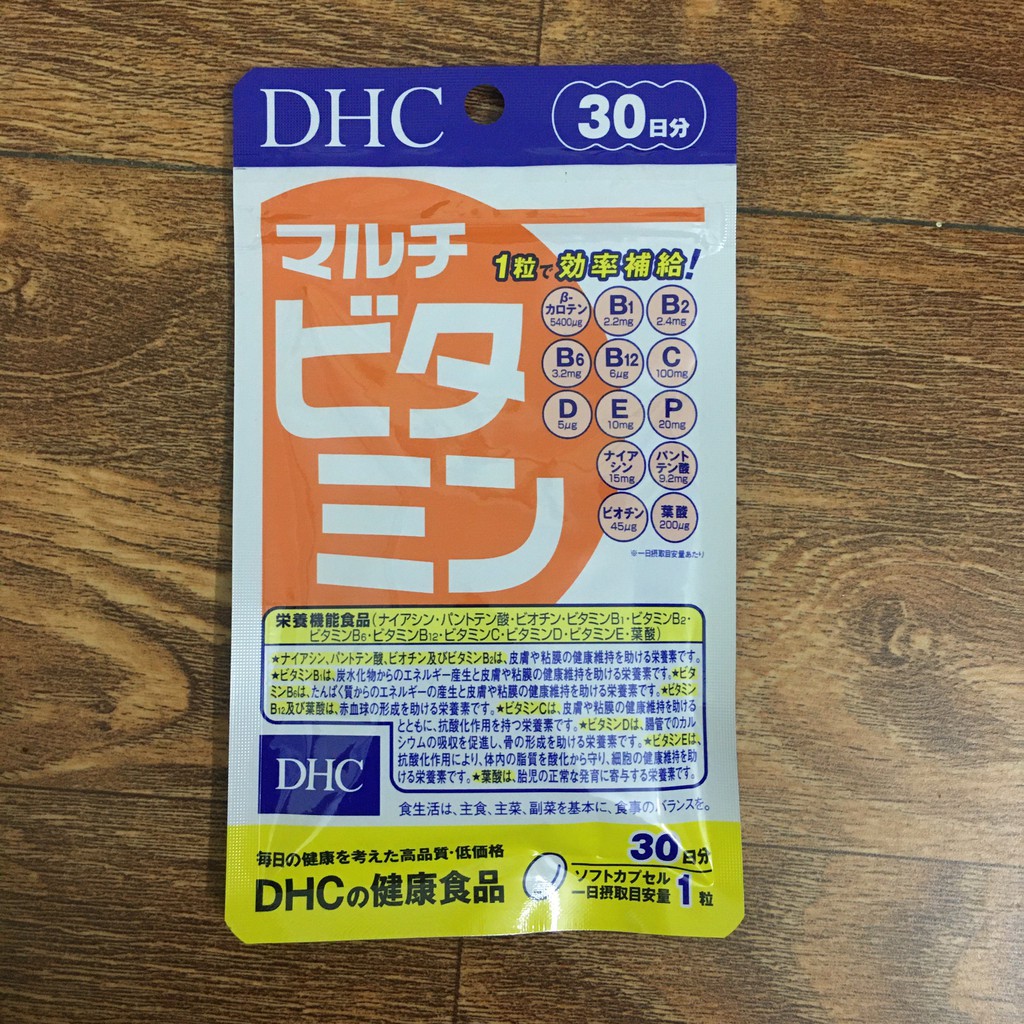 DHC
30日分
マルチ
ビタ
ミン
1粒で効率補給!
β-
カロテン
5400μg
B1
2.2mg
B2
2.4mg
B6
3.2mg
B12
6μg
C
100mg
D
5μg
E
10mg
P
20mg
ナイア
シン
15mg
パント
テン酸
9.2mg
ビオチン
45μg
葉酸
200μg
※一日摂取目安量あたり
栄養機能食品(ナイアシン・パントテン酸・ビオチン・ビタミンB1・ビタミンB2・
ビタミンB6・ビタミンB12・ビタミンC・ビタミンD・ビタミンE・葉酸)
★ナイアシン、パントテン酸、ビオチン及びビタミンB2は、皮膚や粘膜の健康維持を助ける栄養素です。
★ビタミンB1は、炭水化物からのエネルギー産生と皮膚や粘膜の健康維持を助ける栄養素です。★ビタ
ミンB6は、たんぱく質からのエネルギーの産生と皮膚や粘膜の健康維持を助ける栄養素です。★ビタミン
B12及び葉酸は、赤血球の形成を助ける栄養素です。★ビタミンCは、皮膚や粘膜の健康維持を助ける
とともに、抗酸化作用を持つ栄養素です。★ビタミンDは、腸管でのカル
シウムの吸収を促進し、骨の形成を助ける栄養素です。★ビタミンEは、
抗酸化作用により、体内の脂質を酸化から守り、細胞の健康維持を助
ける栄養素です。★葉酸は、胎児の正常な発育に寄与する栄養素です。
DHC
食生活は、主食、主菜、副菜を基本に、食事のバランスを。
毎日の健康を考えた高品質・低価格
DHCの健康食品
30日分
ソフトカプセル
一日摂取目安量 1粒